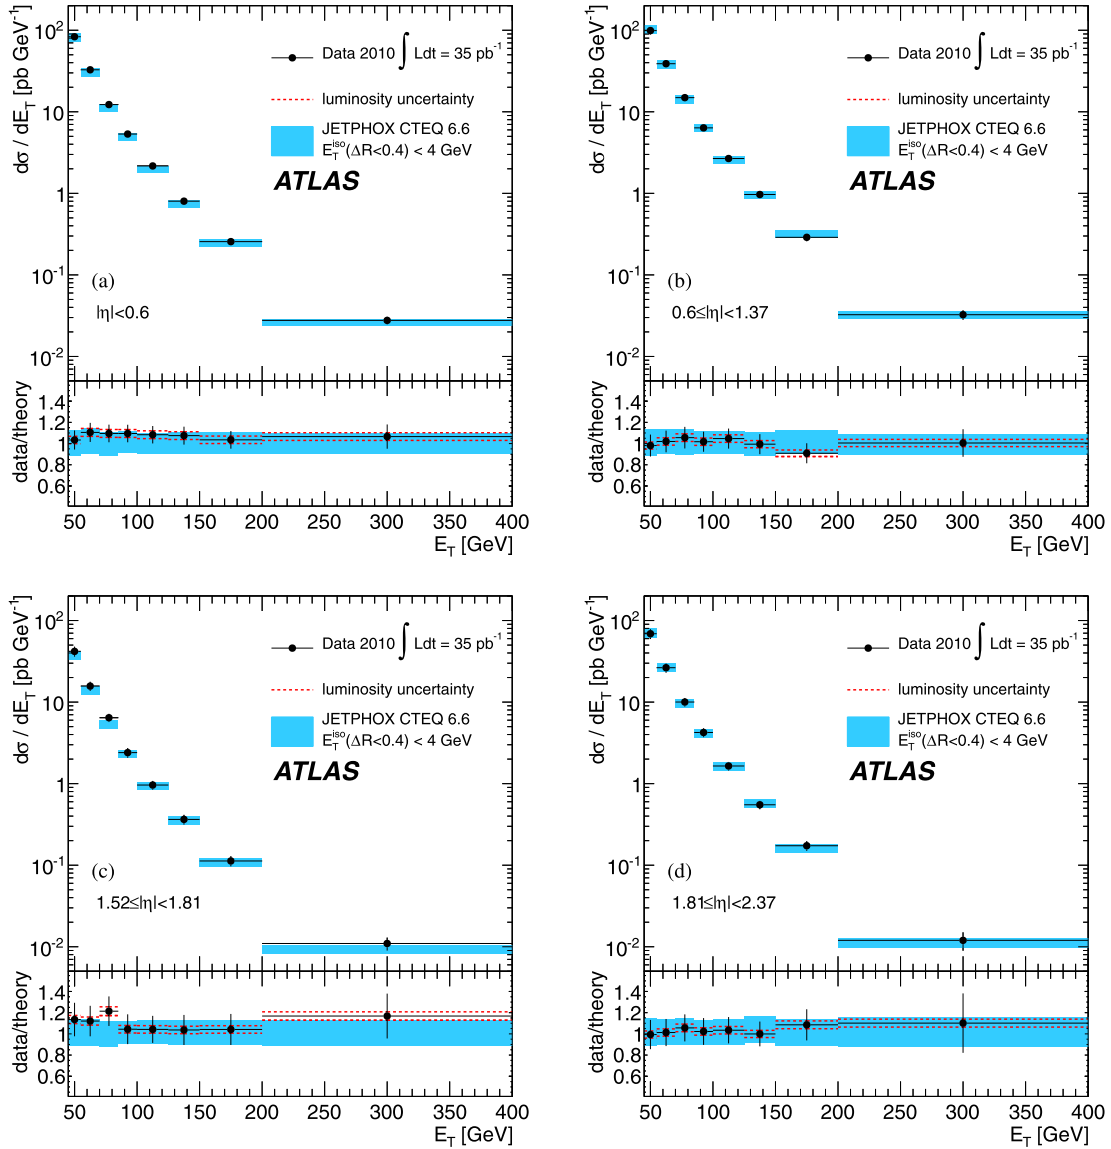 dσ / dE_T [pb GeV⁻¹]
10²
10
1
10⁻¹
10⁻²
Data 2010 ∫ Ldt = 35 pb⁻¹
luminosity uncertainty
JETPHOX CTEQ 6.6
E_T^iso(ΔR<0.4) < 4 GeV
ATLAS
(a)
|η|<0.6
data/theory
1.4
1.2
1
0.8
0.6
50 100 150 200 250 300 350 400
E_T [GeV]
dσ / dE_T [pb GeV⁻¹]
10²
10
1
10⁻¹
10⁻²
Data 2010 ∫ Ldt = 35 pb⁻¹
luminosity uncertainty
JETPHOX CTEQ 6.6
E_T^iso(ΔR<0.4) < 4 GeV
ATLAS
(b)
0.6≤|η|<1.37
data/theory
1.4
1.2
1
0.8
0.6
50 100 150 200 250 300 350 400
E_T [GeV]
dσ / dE_T [pb GeV⁻¹]
10²
10
1
10⁻¹
10⁻²
Data 2010 ∫ Ldt = 35 pb⁻¹
luminosity uncertainty
JETPHOX CTEQ 6.6
E_T^iso(ΔR<0.4) < 4 GeV
ATLAS
(c)
1.52≤|η|<1.81
data/theory
1.4
1.2
1
0.8
0.6
50 100 150 200 250 300 350 400
E_T [GeV]
dσ / dE_T [pb GeV⁻¹]
10²
10
1
10⁻¹
10⁻²
Data 2010 ∫ Ldt = 35 pb⁻¹
luminosity uncertainty
JETPHOX CTEQ 6.6
E_T^iso(ΔR<0.4) < 4 GeV
ATLAS
(d)
1.81≤|η|<2.37
data/theory
1.4
1.2
1
0.8
0.6
50 100 150 200 250 300 350 400
E_T [GeV]